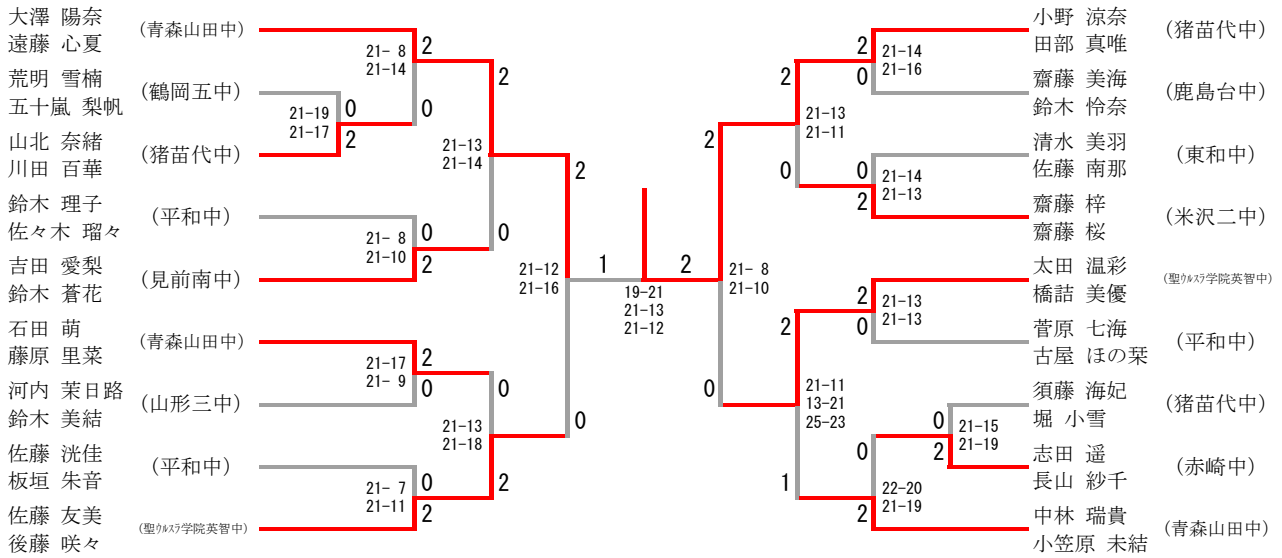 大澤 陽奈
遠藤 心夏
(青森山田中)
荒明 雪楠
五十嵐 梨帆
(鶴岡五中)
山北 奈緒
川田 百華
(猪苗代中)
鈴木 理子
佐々木 瑠々
(平和中)
吉田 愛梨
鈴木 蒼花
(見前南中)
石田 萌
藤原 里菜
(青森山田中)
河内 茉日路
鈴木 美結
(山形三中)
佐藤 洸佳
板垣 朱音
(平和中)
佐藤 友美
後藤 咲々
(聖ｳﾙｽﾗ学院英智中)
21- 8
21-14
2
0
21-19
21-17
0
2
21- 8
21-10
0
2
21-13
21-14
2
0
21-17
21- 9
2
0
21- 7
21-11
0
2
21-13
21-18
0
2
21-12
21-16
2
0
1
2
19-21
21-13
21-12
21- 8
21-10
2
0
21-13
21-11
2
0
21-14
21-16
2
0
21-14
21-13
0
2
21-11
13-21
25-23
2
1
21-13
21-13
2
0
22-20
21-19
0
2
21-15
21-19
0
2
小野 涼奈
田部 真唯
(猪苗代中)
齋藤 美海
鈴木 怜奈
(鹿島台中)
清水 美羽
佐藤 南那
(東和中)
齋藤 梓
齋藤 桜
(米沢二中)
太田 温彩
橋詰 美優
(聖ｳﾙｽﾗ学院英智中)
菅原 七海
古屋 ほの栞
(平和中)
須藤 海妃
堀 小雪
(猪苗代中)
志田 遥
長山 紗千
(赤崎中)
中林 瑞貴
小笠原 未結
(青森山田中)